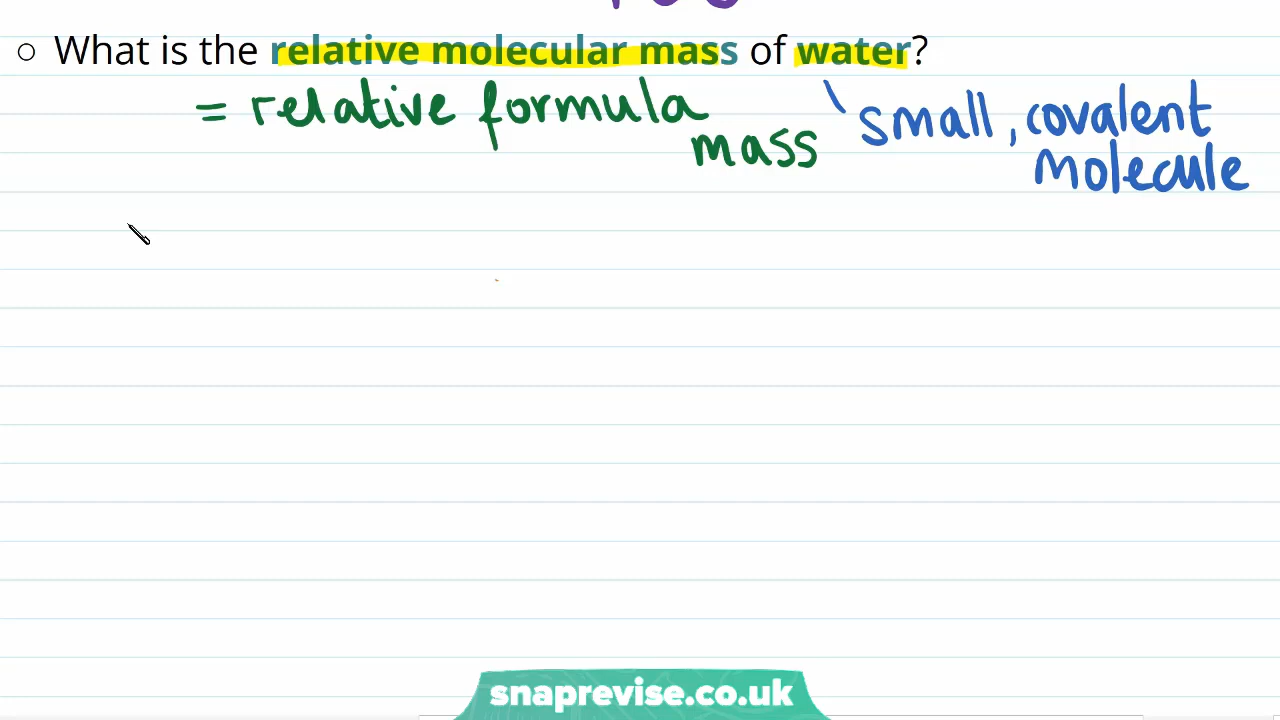 What is the relative molecular mass of water?
= relative formula
mass
small, covalent
molecule
snaprevise.co.uk